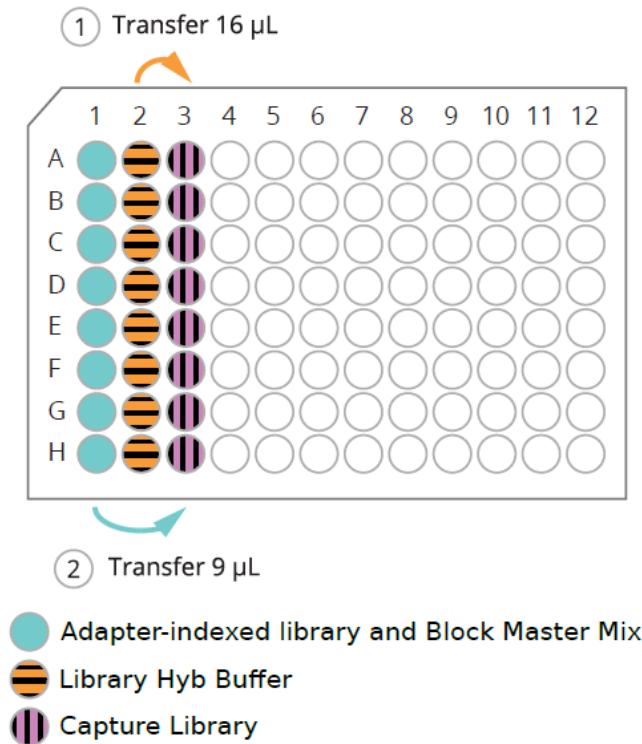 1 Transfer 16 µL
1 2 3 4 5 6 7 8 9 10 11 12
A
B
C
D
E
F
G
H
2 Transfer 9 µL
Adapter-indexed library and Block Master Mix
Library Hyb Buffer
Capture Library